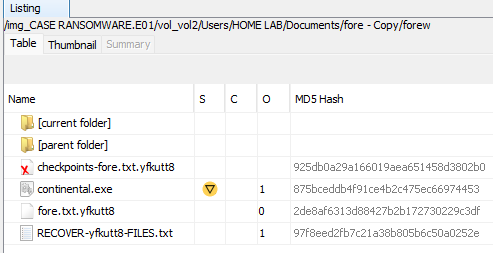 Listing
/img_CASE RANSOMWARE.E01/vol_vol2/Users/HOME LAB/Documents/fore - Copy/forew
Table Thumbnail Summary
Name S C O MD5 Hash
[current folder]
[parent folder]
checkpoints-fore.txt.yfkutt8 925db0a29a166019aea651458d3802b0
continental.exe 1 875bceddb4f91ce4b2c475ec66974453
fore.txt.yfkutt8 0 2de8af6313d88427b2b172730229c3df
RECOVER-yfkutt8-FILES.txt 1 97f8eed2fb7c21a38b805b6c50a0252e